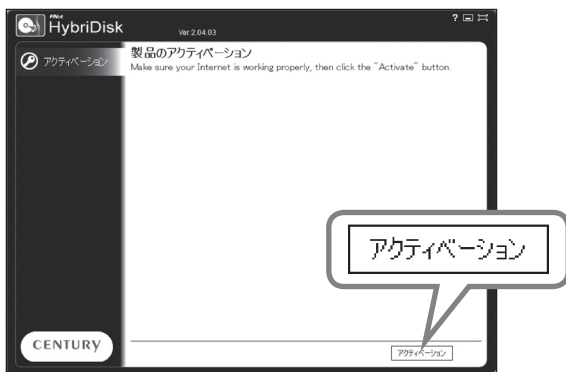 FNet
HybriDisk
Ver 2.04.03
?
アクティベーション
製品のアクティベーション
Make sure your Internet is working properly, then click the "Activate" button.
アクティベーション
CENTURY
アクティベーション